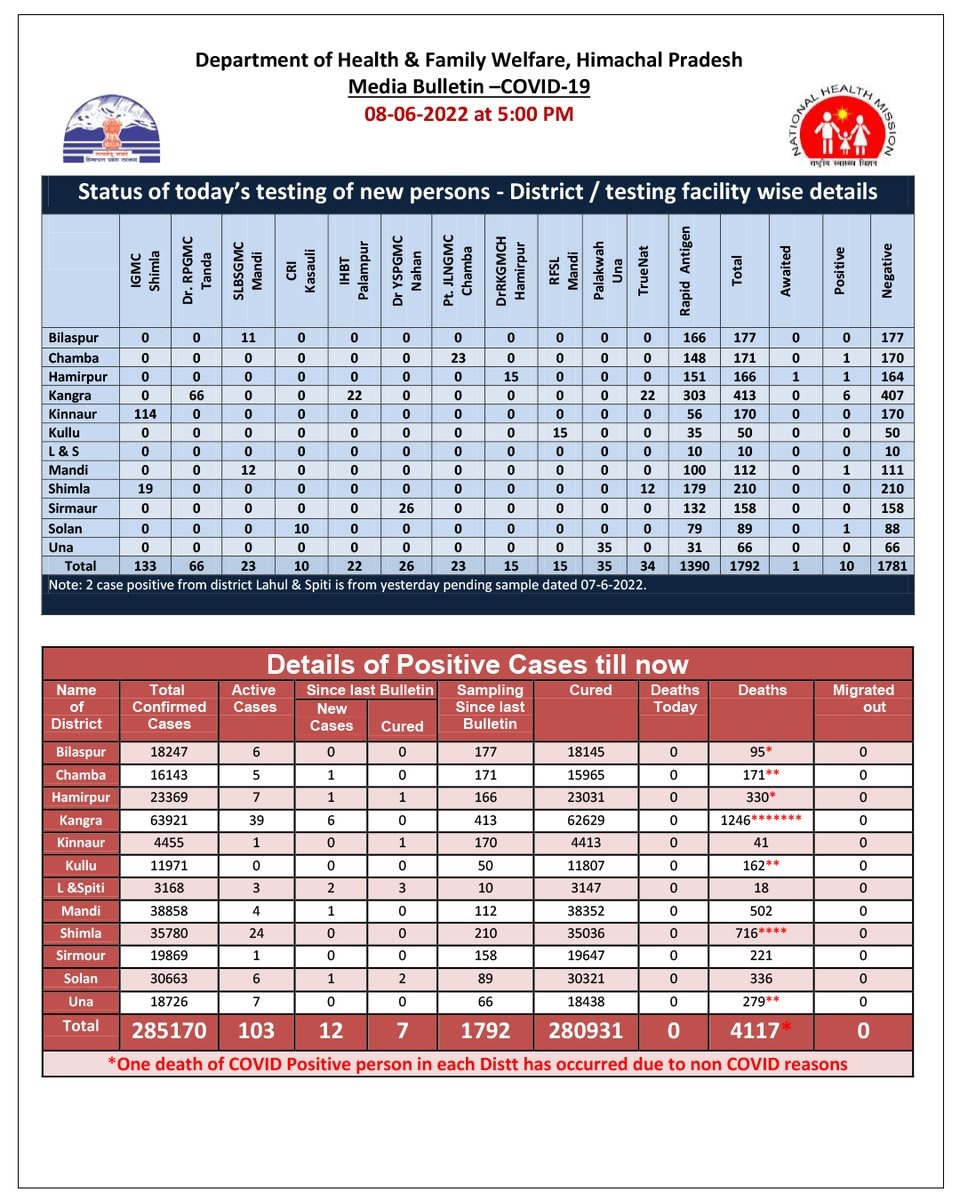 Department of Health & Family Welfare, Himachal Pradesh
Media Bulletin –COVID-19
08-06-2022 at 5:00 PM
हिमाचल प्रदेश सरकार
NATIONAL HEALTH MISSION
राष्ट्रीय स्वास्थ्य मिशन
Status of today's testing of new persons - District / testing facility wise details
IGMC Shimla Dr. RPGMC Tanda SLBSGMC Mandi CRI Kasauli IHBT Palampur Dr YSPGMC Nahan Pt. JLNGMC Chamba DrRKGMCH Hamirpur RFSL Mandi Palakwah Una TrueNat Rapid Antigen Total Awaited Positive Negative
Bilaspur 0 0 11 0 0 0 0 0 0 0 0 166 177 0 0 177
Chamba 0 0 0 0 0 0 23 0 0 0 0 148 171 0 1 170
Hamirpur 0 0 0 0 0 0 0 15 0 0 0 151 166 1 1 164
Kangra 0 66 0 0 22 0 0 0 0 0 22 303 413 0 6 407
Kinnaur 114 0 0 0 0 0 0 0 0 0 0 56 170 0 0 170
Kullu 0 0 0 0 0 0 0 0 15 0 0 35 50 0 0 50
L & S 0 0 0 0 0 0 0 0 0 0 0 10 10 0 0 10
Mandi 0 0 12 0 0 0 0 0 0 0 0 100 112 0 1 111
Shimla 19 0 0 0 0 0 0 0 0 0 12 179 210 0 0 210
Sirmaur 0 0 0 0 0 26 0 0 0 0 0 132 158 0 0 158
Solan 0 0 0 10 0 0 0 0 0 0 0 79 89 0 1 88
Una 0 0 0 0 0 0 0 0 0 35 0 31 66 0 0 66
Total 133 66 23 10 22 26 23 15 15 35 34 1390 1792 1 10 1781
Note: 2 case positive from district Lahul & Spiti is from yesterday pending sample dated 07-6-2022.
Details of Positive Cases till now
Name of District Total Confirmed Cases Active Cases Since last Bulletin New Cases Cured Sampling Since last Bulletin Cured Deaths Today Deaths Migrated out
Bilaspur 18247 6 0 0 177 18145 0 95* 0
Chamba 16143 5 1 0 171 15965 0 171** 0
Hamirpur 23369 7 1 1 166 23031 0 330* 0
Kangra 63921 39 6 0 413 62629 0 1246******* 0
Kinnaur 4455 1 0 1 170 4413 0 41 0
Kullu 11971 0 0 0 50 11807 0 162** 0
L &Spiti 3168 3 2 3 10 3147 0 18 0
Mandi 38858 4 1 0 112 38352 0 502 0
Shimla 35780 24 0 0 210 35036 0 716**** 0
Sirmour 19869 1 0 0 158 19647 0 221 0
Solan 30663 6 1 2 89 30321 0 336 0
Una 18726 7 0 0 66 18438 0 279** 0
Total 285170 103 12 7 1792 280931 0 4117* 0
*One death of COVID Positive person in each Distt has occurred due to non COVID reasons